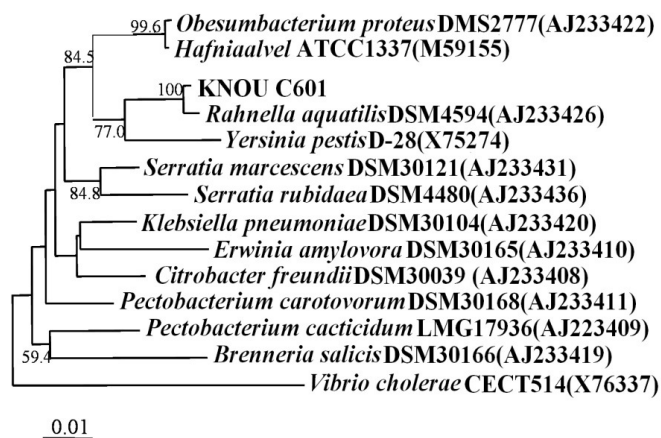 99.6
Obesumbacterium proteus DMS2777(AJ233422)
Hafniaalvel ATCC1337(M59155)
84.5
100
KNOU C601
Rahnella aquatilis DSM4594(AJ233426)
77.0
Yersinia pestis D-28(X75274)
Serratia marcescens DSM30121(AJ233431)
84.8
Serratia rubidaea DSM4480(AJ233436)
Klebsiella pneumoniae DSM30104(AJ233420)
Erwinia amylovora DSM30165(AJ233410)
Citrobacter freundii DSM30039 (AJ233408)
Pectobacterium carotovorum DSM30168(AJ233411)
Pectobacterium cacticidum LMG17936(AJ223409)
59.4
Brenneria salicis DSM30166(AJ233419)
Vibrio cholerae CECT514(X76337)
0.01